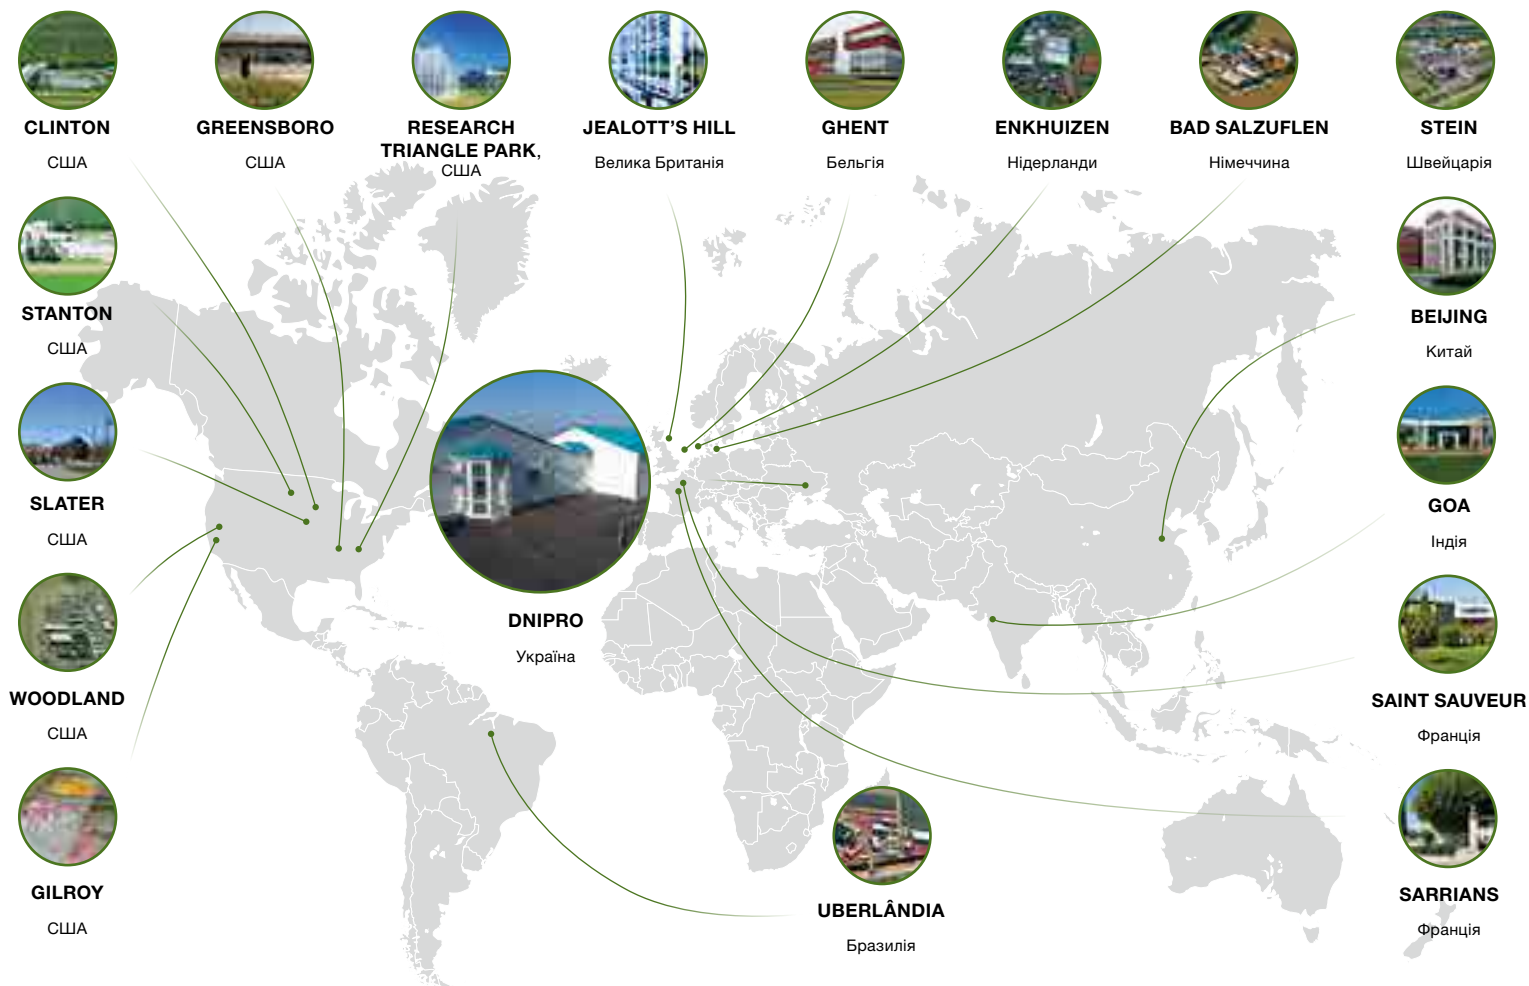 CLINTON
США
GREENSBORO
США
RESEARCH
TRIANGLE PARK,
США
JEALOTT’S HILL
Велика Британія
GHENT
Бельгія
ENKHUIZEN
Нідерланди
BAD SALZUFLEN
Німеччина
STEIN
Швейцарія
STANTON
США
BEIJING
Китай
SLATER
США
GOA
Індія
DNIPRO
Україна
WOODLAND
США
SAINT SAUVEUR
Франція
GILROY
США
UBERLÂNDIA
Бразилія
SARRIANS
Франція